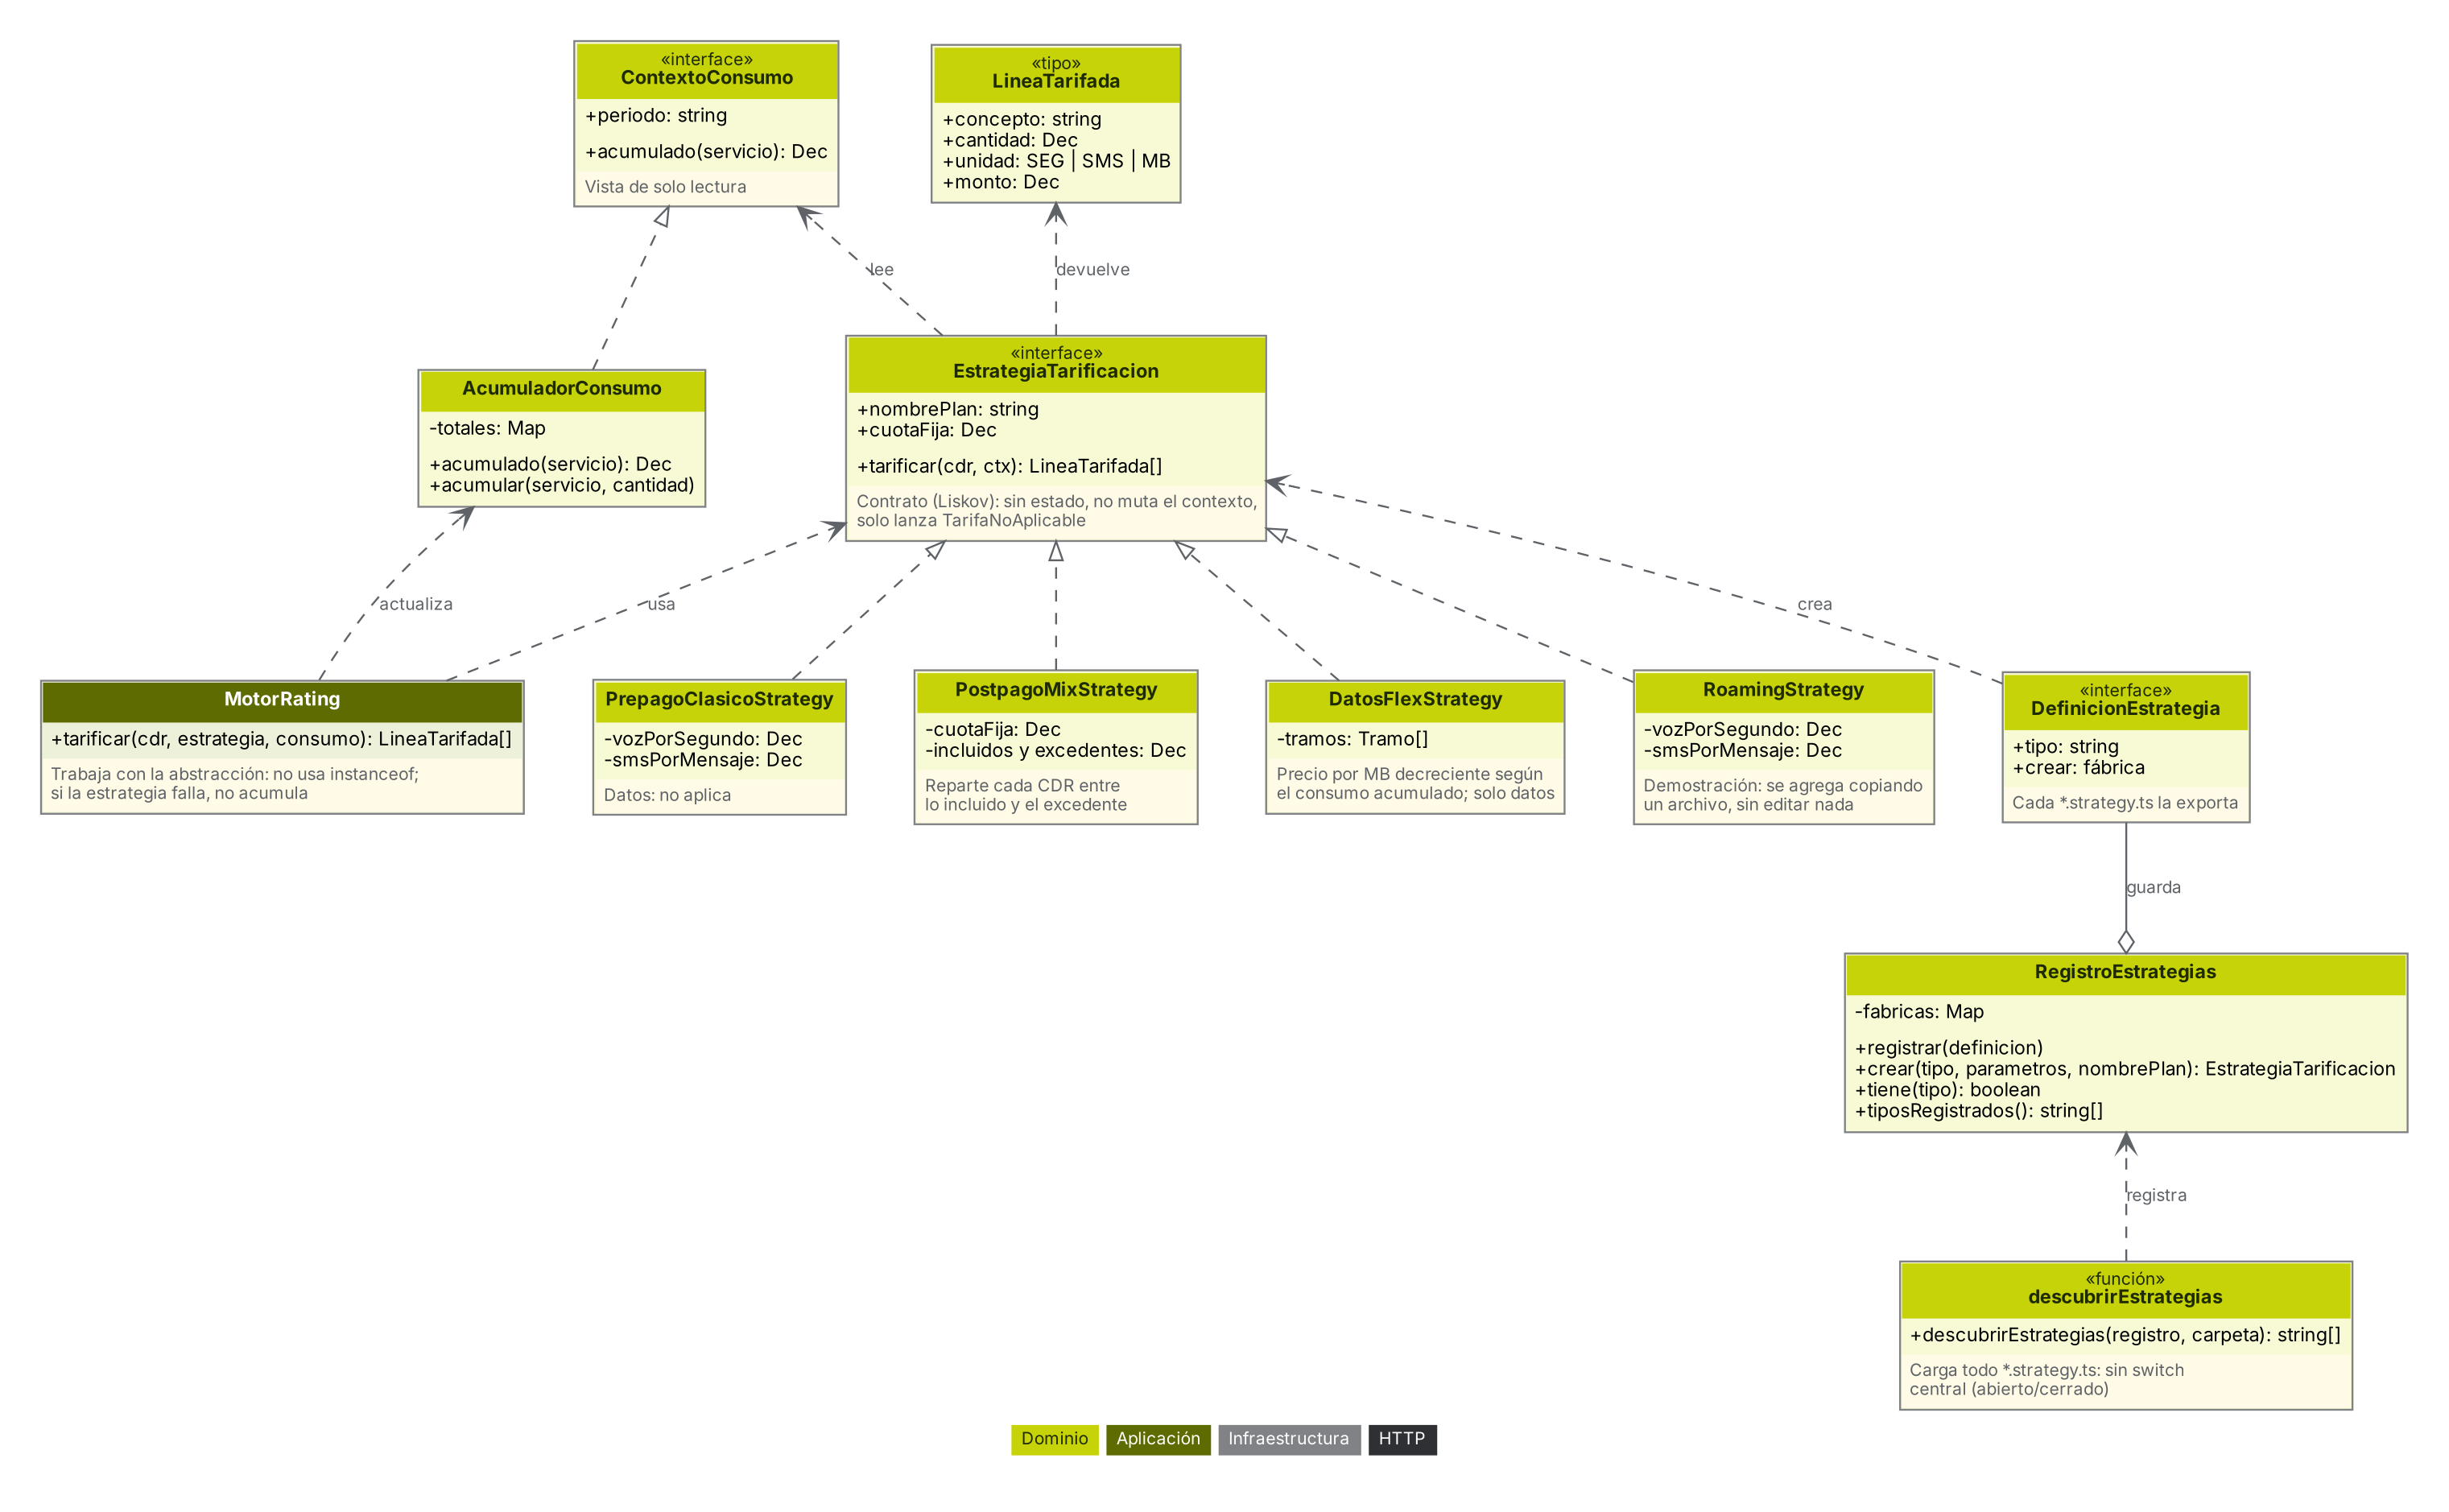 «interface»
ContextoConsumo
+periodo: string
+acumulado(servicio): Dec
Vista de solo lectura
«tipo»
LineaTarifada
+concepto: string
+cantidad: Dec
+unidad: SEG | SMS | MB
+monto: Dec
lee
devuelve
AcumuladorConsumo
-totales: Map
+acumulado(servicio): Dec
+acumular(servicio, cantidad)
«interface»
EstrategiaTarificacion
+nombrePlan: string
+cuotaFija: Dec
+tarificar(cdr, ctx): LineaTarifada[]
Contrato (Liskov): sin estado, no muta el contexto,
solo lanza TarifaNoAplicable
actualiza
usa
crea
MotorRating
+tarificar(cdr, estrategia, consumo): LineaTarifada[]
Trabaja con la abstracción: no usa instanceof;
si la estrategia falla, no acumula
PrepagoClasicoStrategy
-vozPorSegundo: Dec
-smsPorMensaje: Dec
Datos: no aplica
PostpagoMixStrategy
-cuotaFija: Dec
-incluidos y excedentes: Dec
Reparte cada CDR entre
lo incluido y el excedente
DatosFlexStrategy
-tramos: Tramo[]
Precio por MB decreciente según
el consumo acumulado; solo datos
RoamingStrategy
-vozPorSegundo: Dec
-smsPorMensaje: Dec
Demostración: se agrega copiando
un archivo, sin editar nada
«interface»
DefinicionEstrategia
+tipo: string
+crear: fábrica
Cada *.strategy.ts la exporta
guarda
RegistroEstrategias
-fabricas: Map
+registrar(definicion)
+crear(tipo, parametros, nombrePlan): EstrategiaTarificacion
+tiene(tipo): boolean
+tiposRegistrados(): string[]
registra
«función»
descubrirEstrategias
+descubrirEstrategias(registro, carpeta): string[]
Carga todo *.strategy.ts: sin switch
central (abierto/cerrado)
Dominio
Aplicación
Infraestructura
HTTP